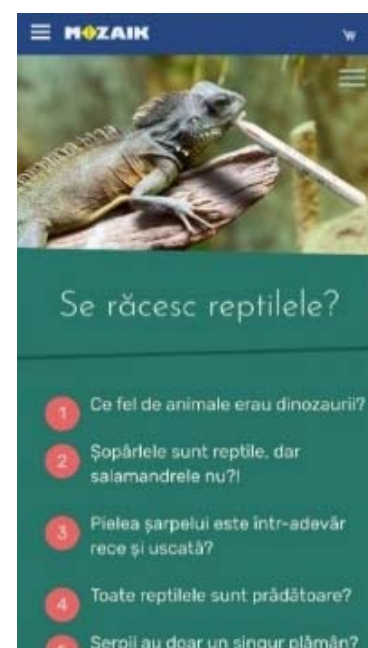 MOZAIK
Se răcesc reptilele?
1 Ce fel de animale erau dinozaurii?
2 Șopârlele sunt reptile, dar
salamandrele nu?!
3 Pielea șarpelui este într-adevăr
rece și uscată?
4 Toate reptilele sunt prădătoare?
5 Șerpii au doar un singur plămân?